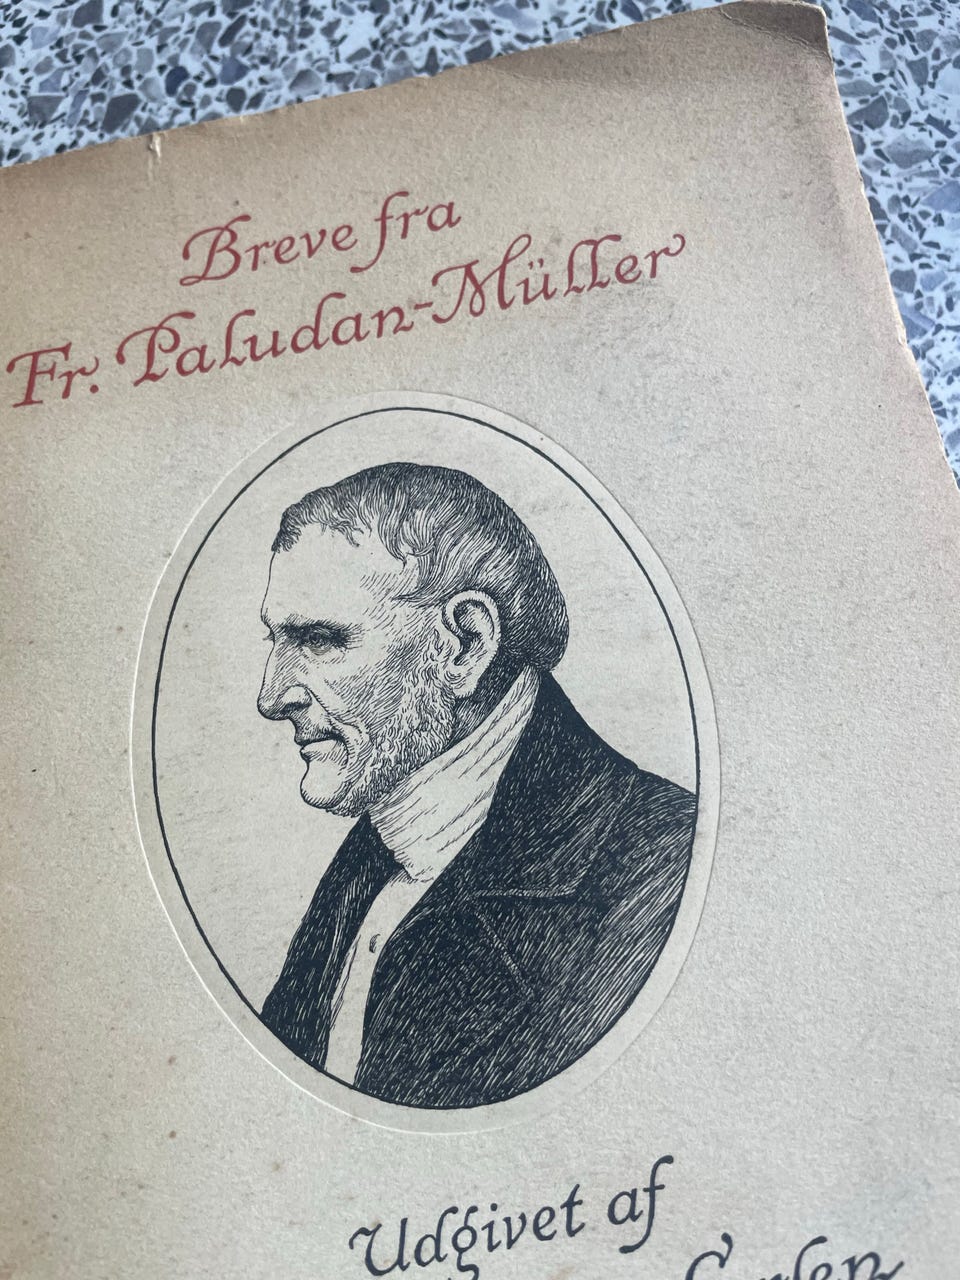 Breve fra
Fr. Paludan-Müller
Udgivet af